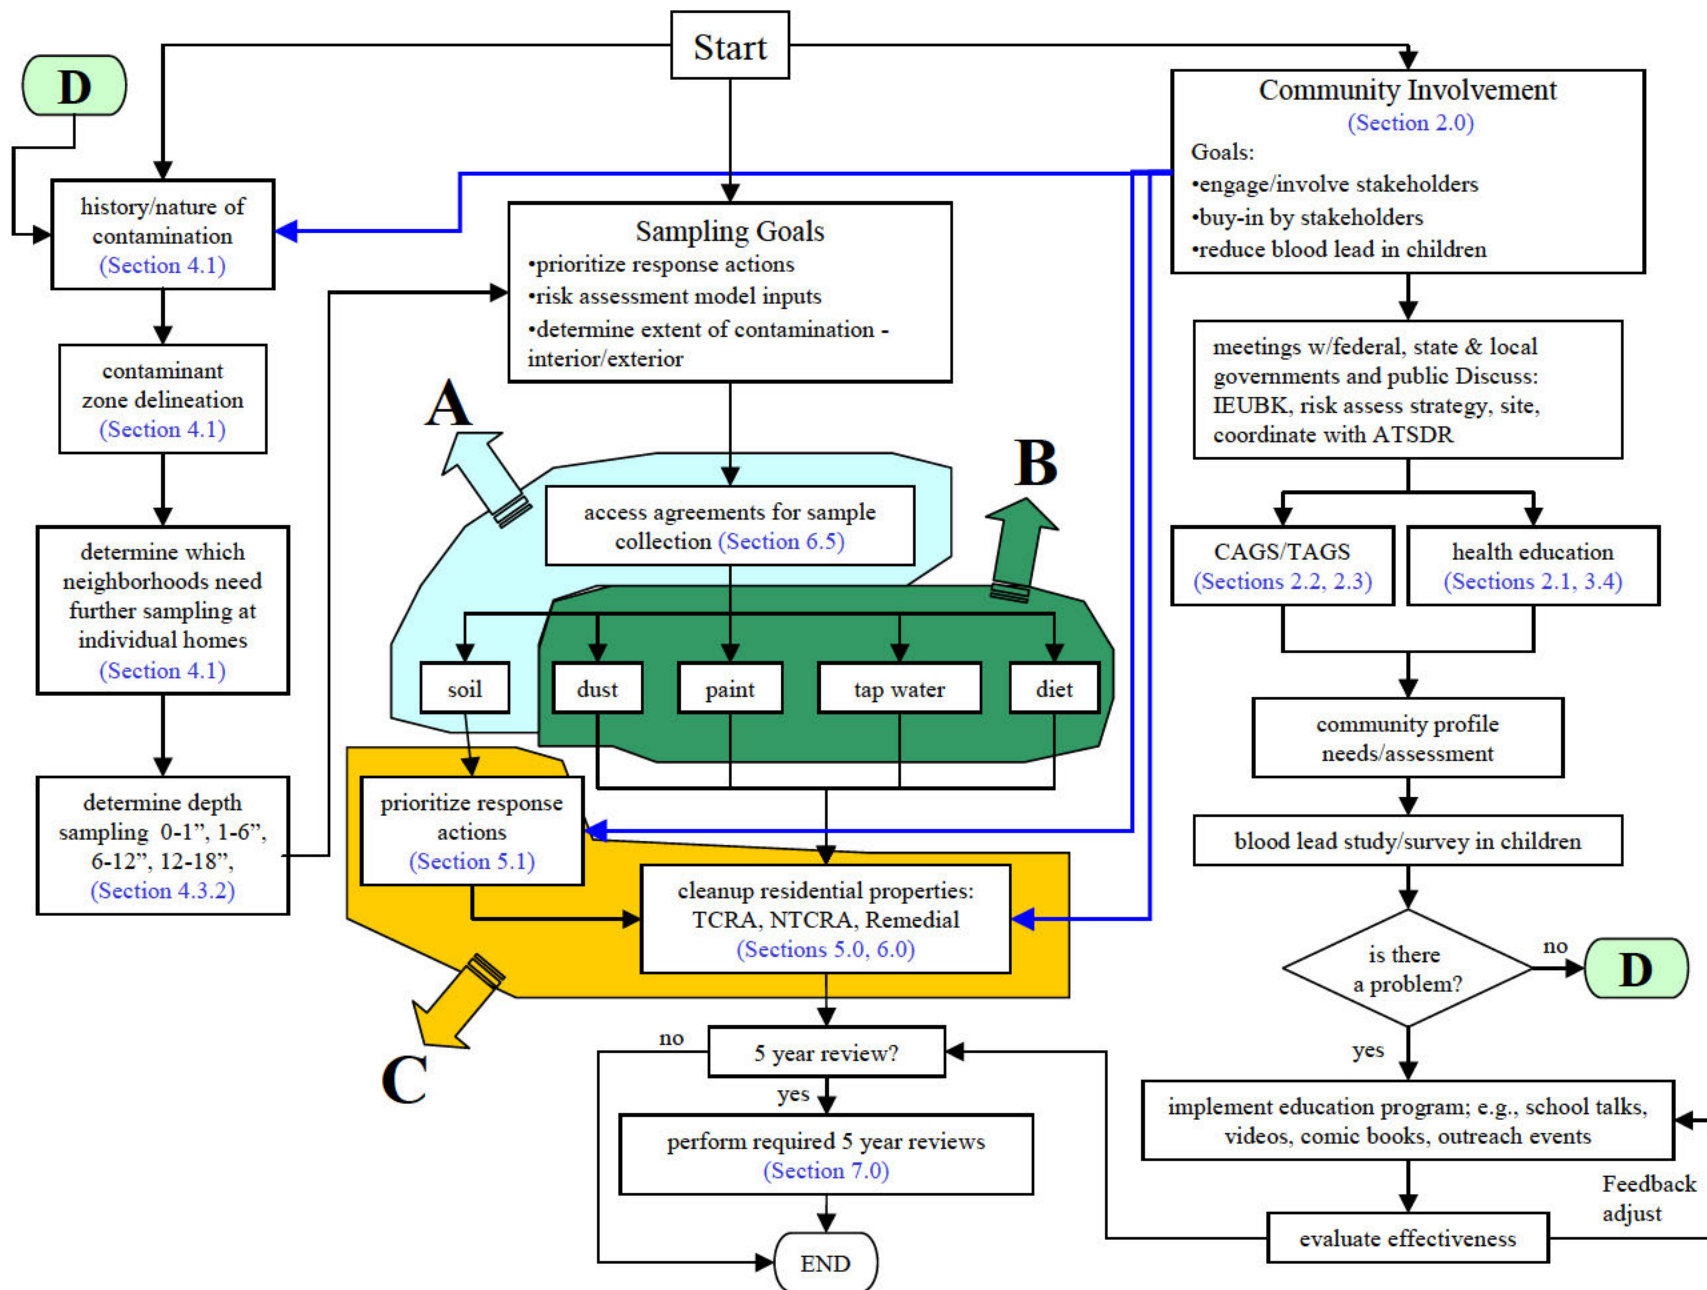 Start
D
history/nature of
contamination
(Section 4.1)
contaminant
zone delineation
(Section 4.1)
determine which
neighborhoods need
further sampling at
individual homes
(Section 4.1)
determine depth
sampling 0-1”, 1-6”,
6-12”, 12-18”,
(Section 4.3.2)
Sampling Goals
•prioritize response actions
•risk assessment model inputs
•determine extent of contamination -
interior/exterior
A
B
access agreements for sample
collection (Section 6.5)
soil
dust
paint
tap water
diet
prioritize response
actions
(Section 5.1)
cleanup residential properties:
TCRA, NTCRA, Remedial
(Sections 5.0, 6.0)
C
no
5 year review?
yes
perform required 5 year reviews
(Section 7.0)
END
Community Involvement
(Section 2.0)
Goals:
•engage/involve stakeholders
•buy-in by stakeholders
•reduce blood lead in children
meetings w/federal, state & local
governments and public Discuss:
IEUBK, risk assess strategy, site,
coordinate with ATSDR
CAGS/TAGS
(Sections 2.2, 2.3)
health education
(Sections 2.1, 3.4)
community profile
needs/assessment
blood lead study/survey in children
is there
a problem?
no
D
yes
implement education program; e.g., school talks,
videos, comic books, outreach events
Feedback
adjust
evaluate effectiveness